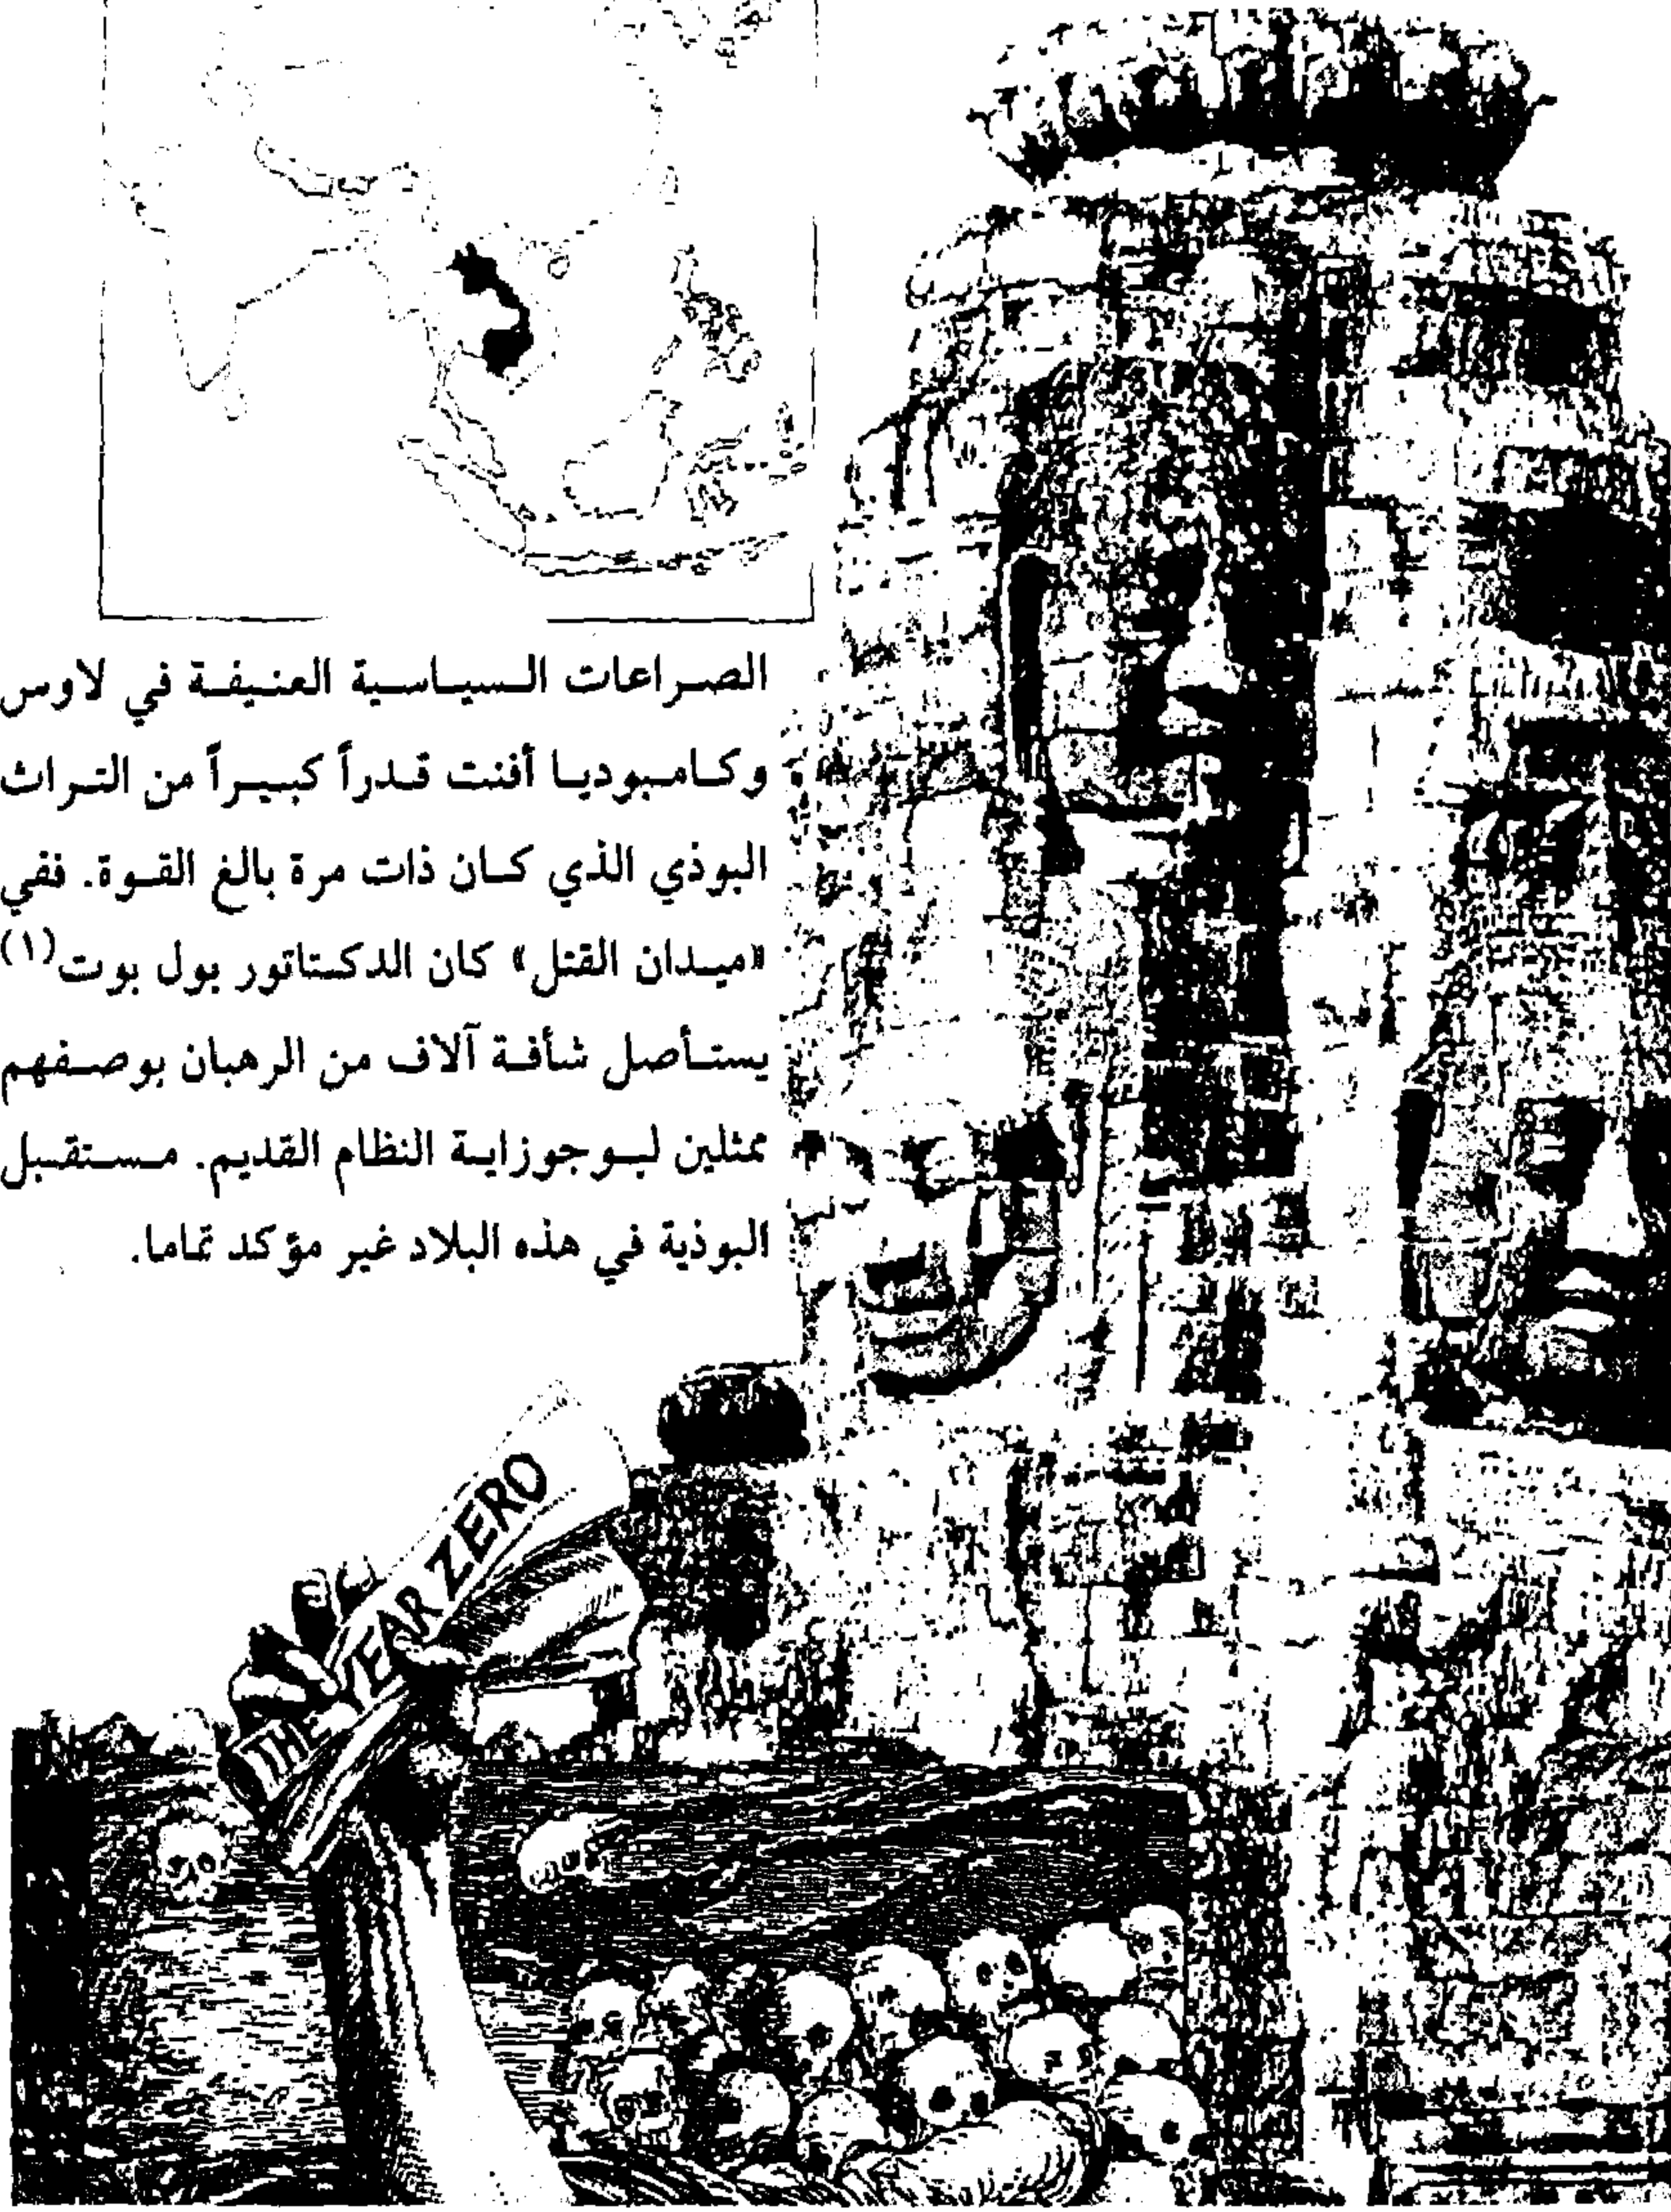 الصراعات السياسية العنيفة في لاوس
وكامبوديا أفنت قدراً كبيراً من التراث
البوذي الذي كان ذات مرة بالغ القوة. ففي
«ميدان القتل» كان الدكتاتور بول بوت(١)
يستأصل شأفة آلاف من الرهبان بوصفهم
ممثلين لبوجوزاية النظام القديم. مستقبل
البوذية في هذه البلاد غير مؤكد تماما.
THE YEAR ZERO